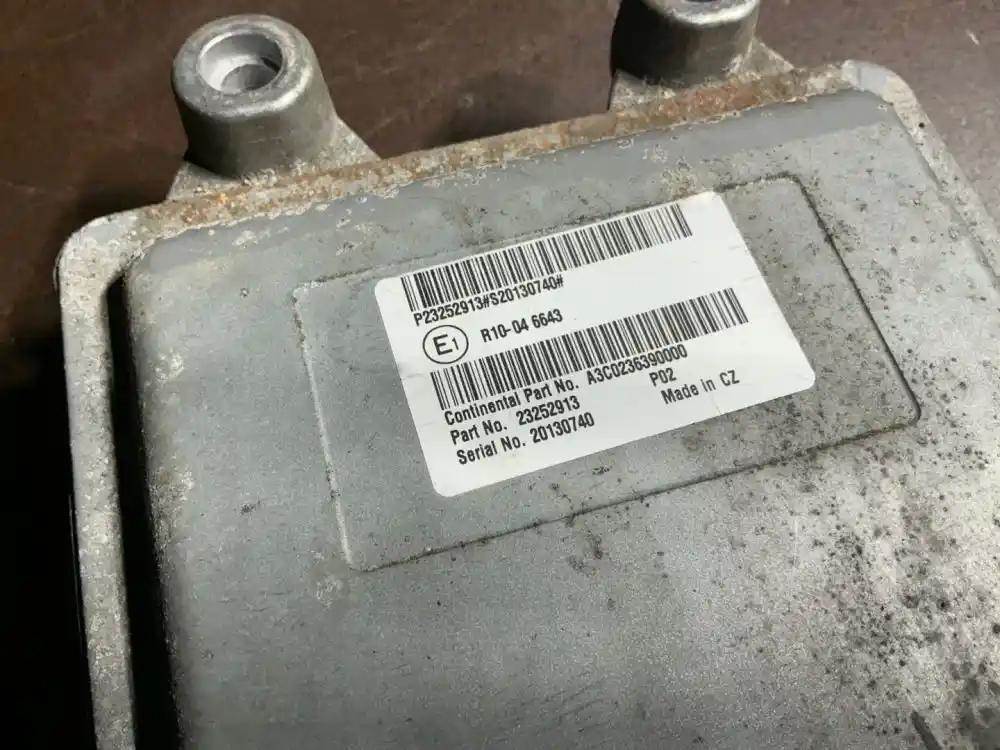 P23252913#S20130740#
E1 R10-04 6643
Continental Part No. A3C0236390000
Part No. 23252913 P02
Serial No. 20130740 Made in CZ